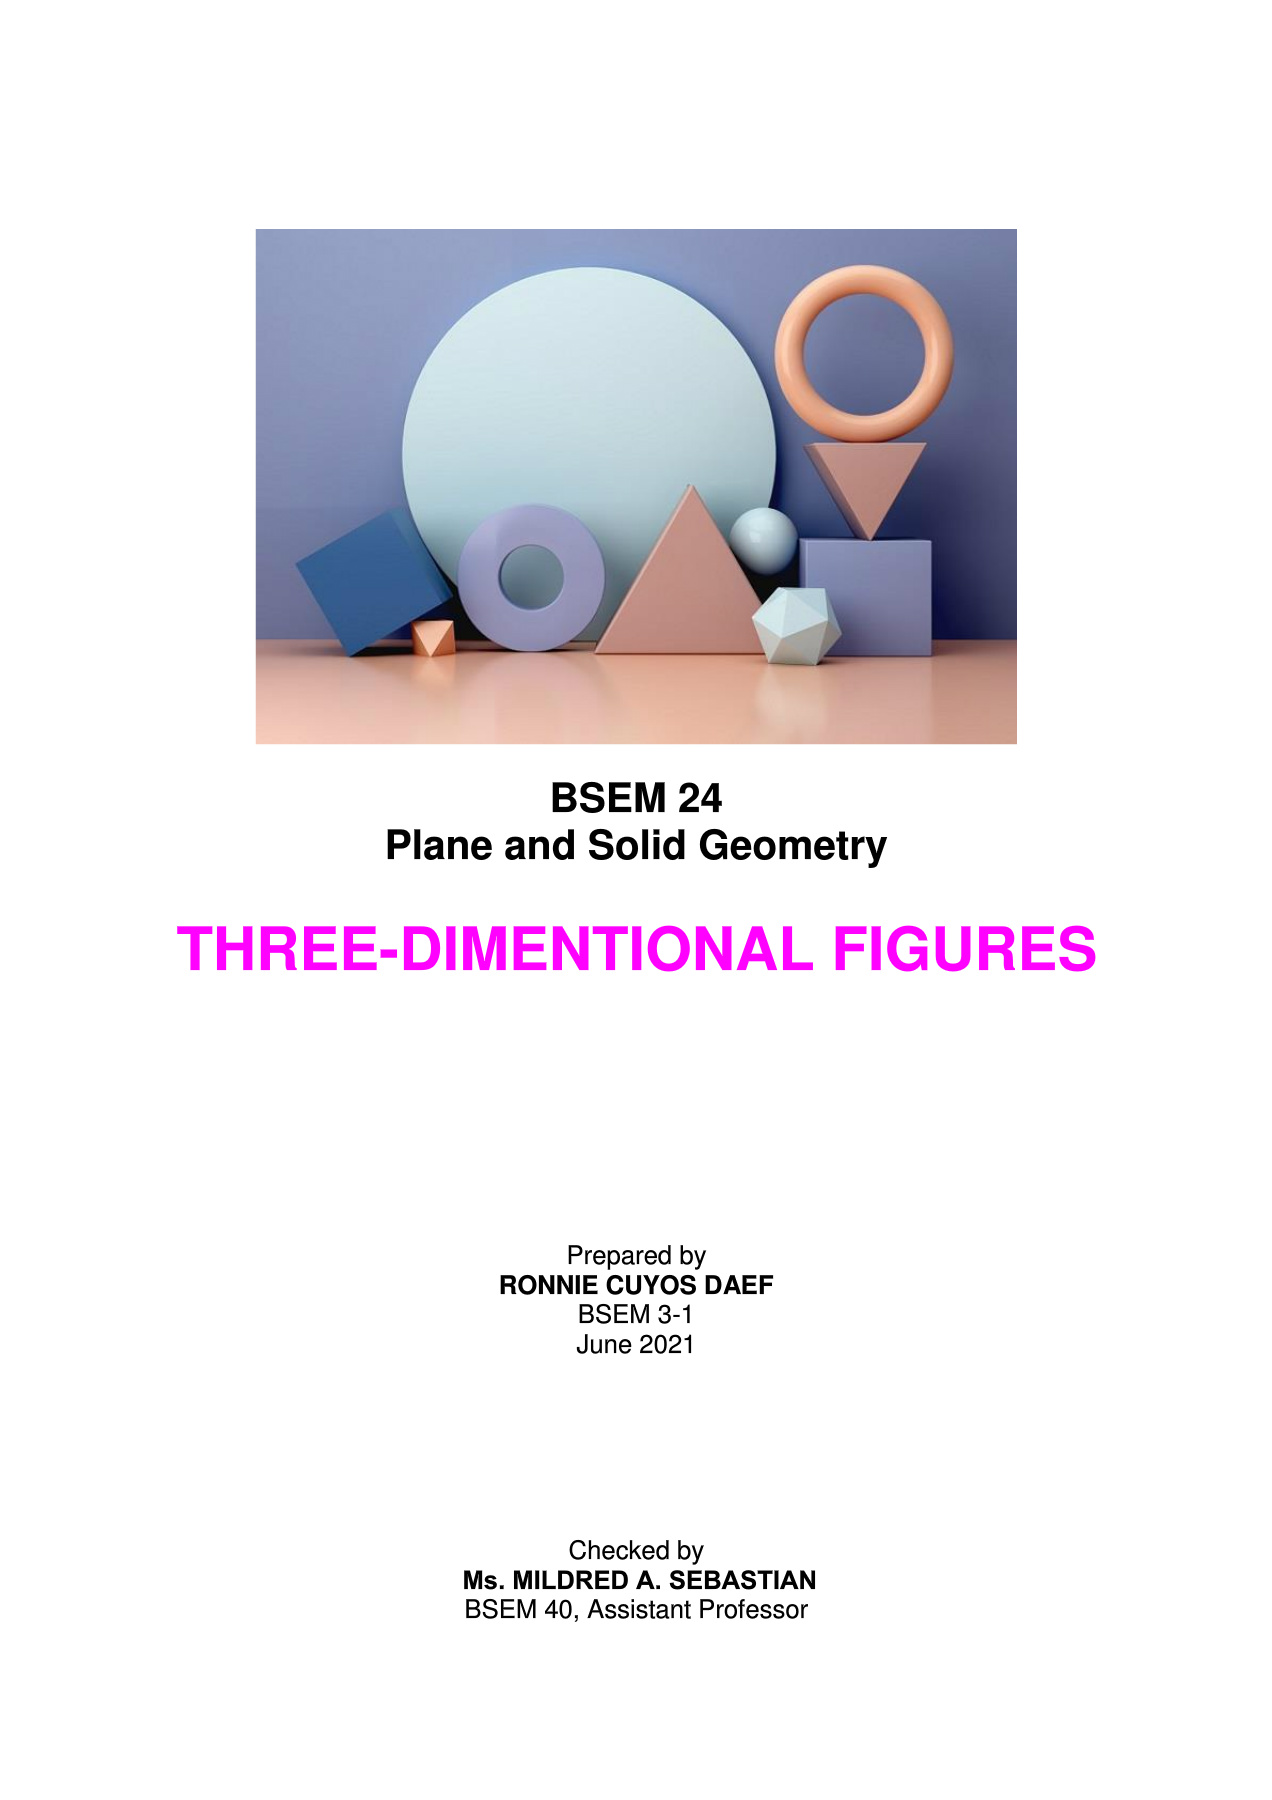 BSEM 24
Plane and Solid Geometry
THREE-DIMENTIONAL FIGURES
Prepared by
RONNIE CUYOS DAEF
BSEM 3-1
June 2021
Checked by
Ms. MILDRED A. SEBASTIAN
BSEM 40, Assistant Professor